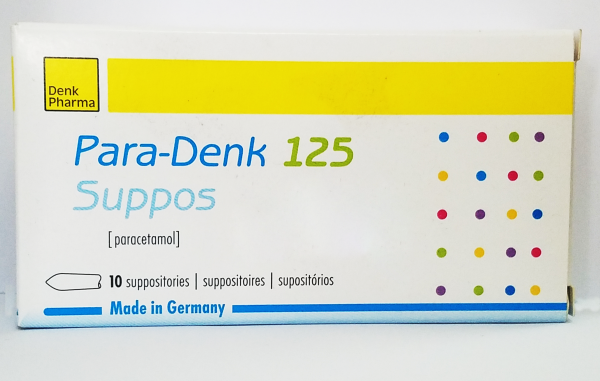 Denk
Pharma
Para-Denk 125
Suppos
[paracetamol]
10 suppositories | suppositoires | supositórios
Made in Germany